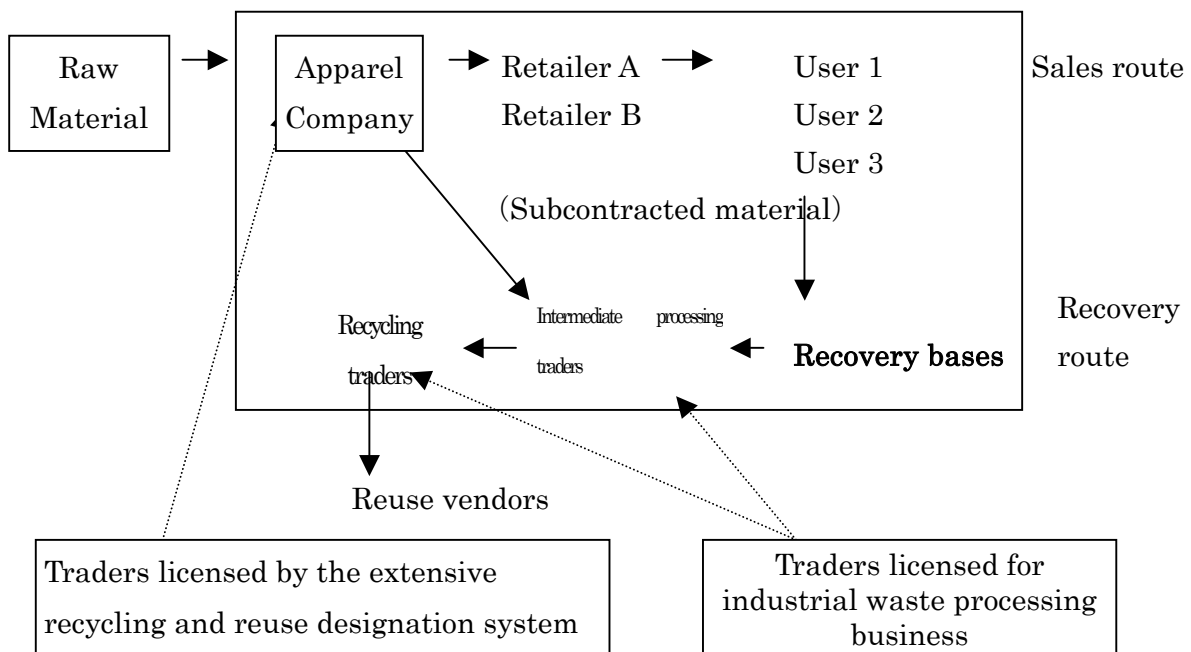 Raw
Material
Apparel
Company
Retailer A
Retailer B
User 1
User 2
User 3
Sales route
（Subcontracted material）
Recycling
traders
Intermediate processing
traders
Recovery bases
Recovery
route
Reuse vendors
Traders licensed by the extensive
recycling and reuse designation system
Traders licensed for
industrial waste processing
business